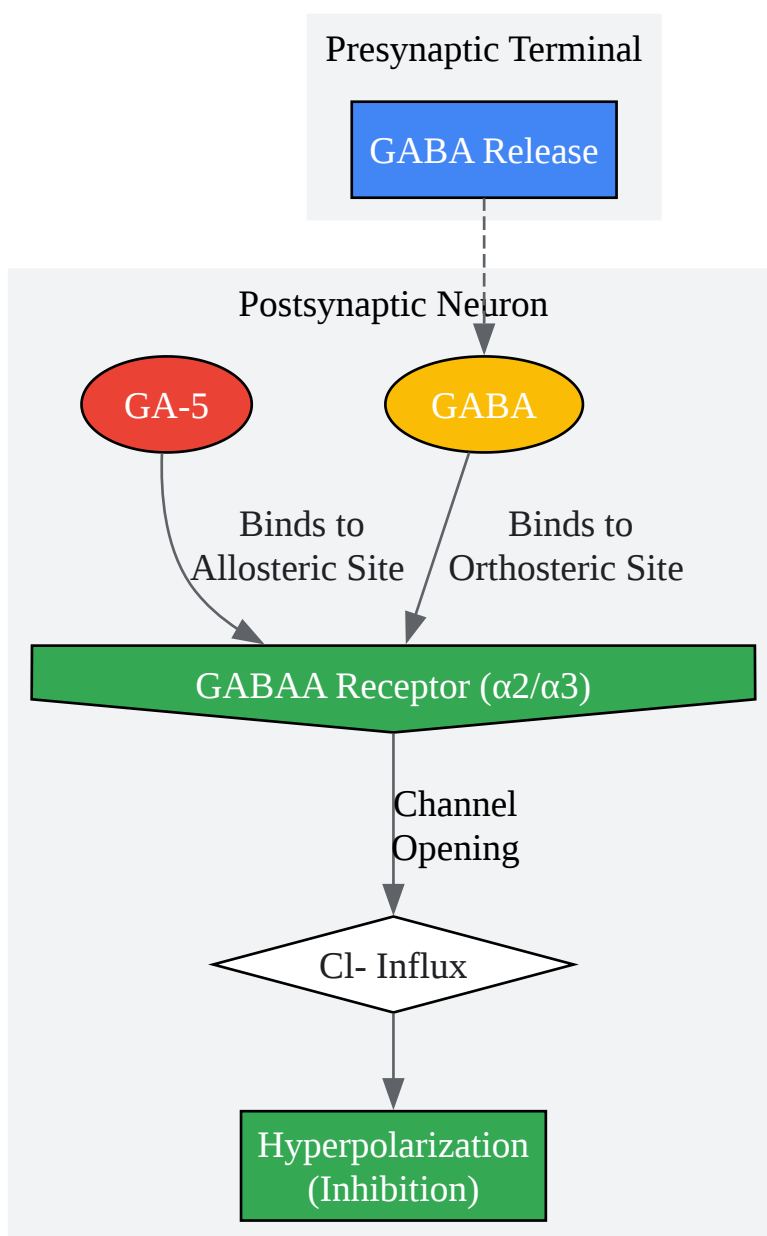 Presynaptic Terminal
GABA Release
Postsynaptic Neuron
GA-5
GABA
Binds to
Allosteric Site
Binds to
Orthosteric Site
GABAA Receptor (α2/α3)
Channel
Opening
Cl- Influx
Hyperpolarization
(Inhibition)